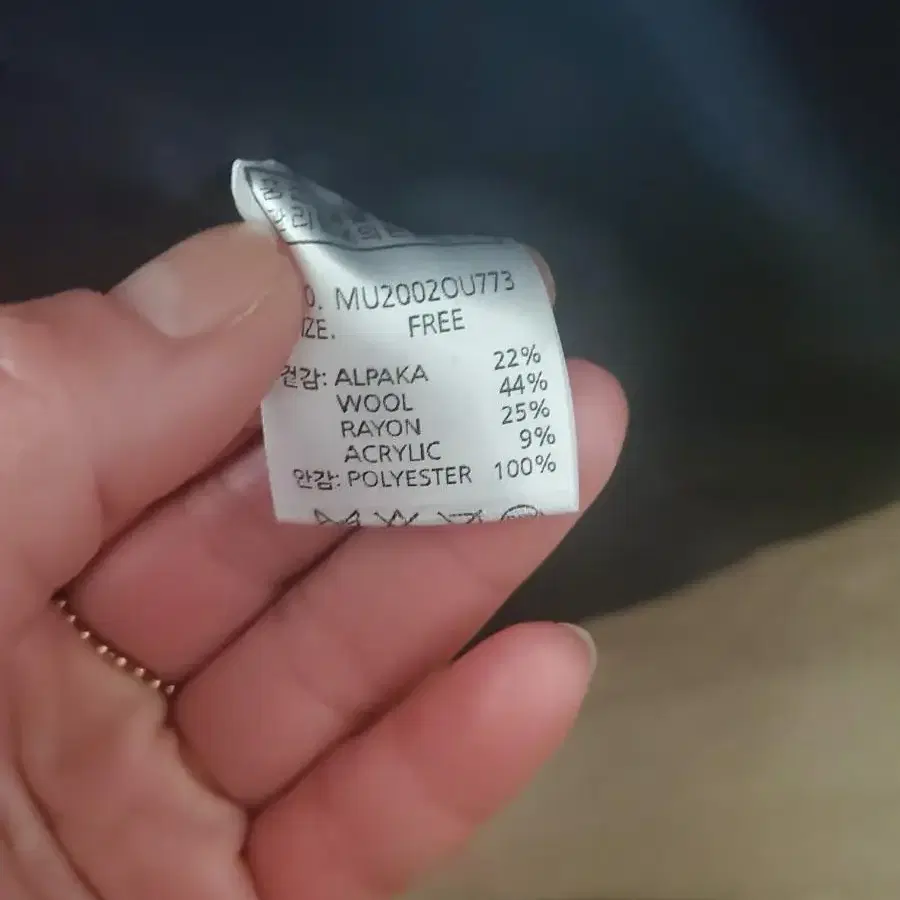 0. MU2002OU773
IZE. FREE
겉감: ALPAKA 22%
WOOL 44%
RAYON 25%
ACRYLIC 9%
안감: POLYESTER 100%